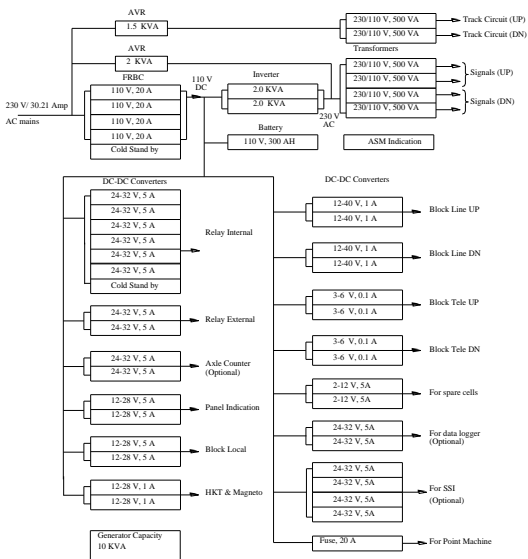 AVR
1.5 KVA
230/110 V, 500 VA
230/110 V, 500 VA
Track Circuit (UP)
Track Circuit (DN)
Transformers
AVR
2 KVA
FRBC
110 V, 20 A
110 V, 20 A
110 V, 20 A
110 V, 20 A
Cold Stand by
230 V/ 30.21 Amp
AC mains
110 V
DC
Inverter
2.0 KVA
2.0 KVA
230 V
AC
230/110 V, 500 VA
230/110 V, 500 VA
230/110 V, 500 VA
230/110 V, 500 VA
Signals (UP)
Signals (DN)
Battery
110 V, 300 AH
ASM Indication
DC-DC Converters
24-32 V, 5 A
24-32 V, 5 A
24-32 V, 5 A
24-32 V, 5 A
24-32 V, 5 A
24-32 V, 5 A
Cold Stand by
Relay Internal
24-32 V, 5 A
24-32 V, 5 A
Relay External
24-32 V, 5 A
24-32 V, 5 A
Axle Counter
(Optional)
12-28 V, 5 A
12-28 V, 5 A
Panel Indication
12-28 V, 5 A
12-28 V, 5 A
Block Local
12-28 V, 1 A
12-28 V, 1 A
HKT & Magneto
Generator Capacity
10 KVA
DC-DC Converters
12-40 V, 1 A
12-40 V, 1 A
Block Line UP
12-40 V, 1 A
12-40 V, 1 A
Block Line DN
3-6 V, 0.1 A
3-6 V, 0.1 A
Block Tele UP
3-6 V, 0.1 A
3-6 V, 0.1 A
Block Tele DN
2-12 V, 5A
2-12 V, 5A
For spare cells
24-32 V, 5A
24-32 V, 5A
For data logger
(Optional)
24-32 V, 5A
24-32 V, 5A
24-32 V, 5A
24-32 V, 5A
For SSI
(Optional)
Fuse, 20 A
For Point Machine